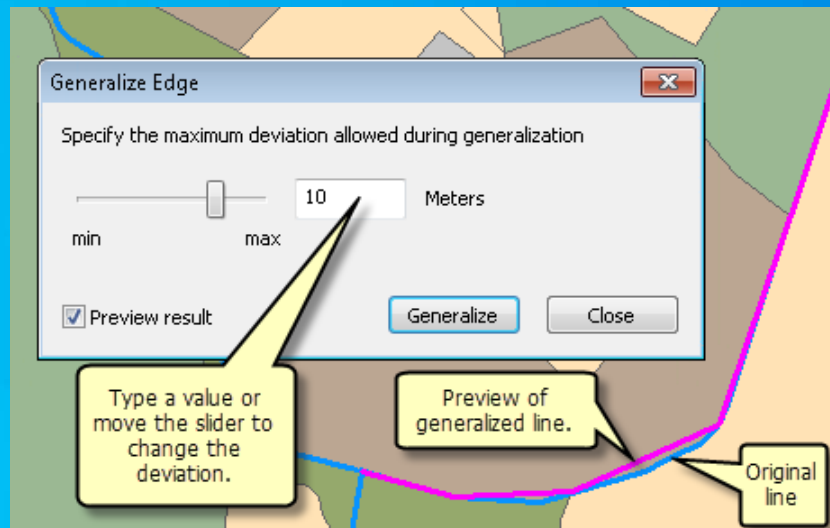 Generalize Edge
Specify the maximum deviation allowed during generalization
10 Meters
min max
Preview result Generalize Close
Type a value or
move the slider to
change the
deviation.
Preview of
generalized line.
Original
line